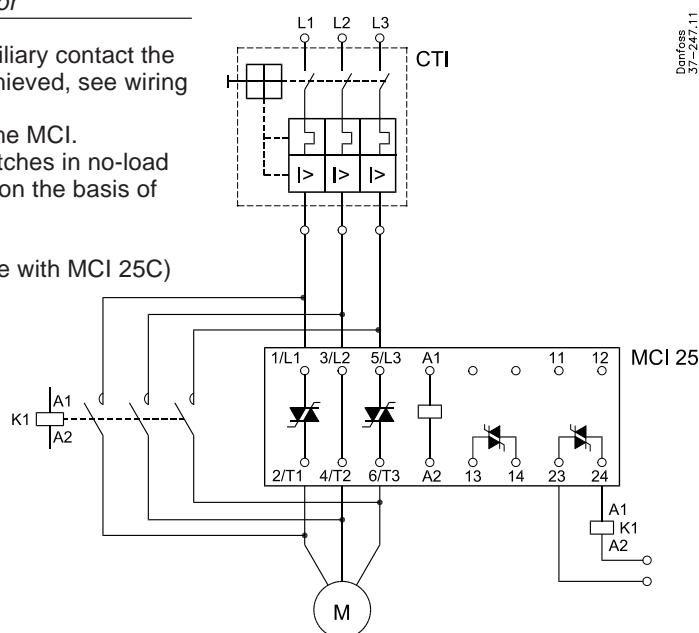 or
iliary contact the
hieved, see wiring
he MCI.
tches in no-load
on the basis of
e with MCI 25C)
Danfoss
37-247.11
L1 L2 L3
CTI
I> I> I>
1/L1 3/L2 5/L3 A1 11 12
MCI 25
K1 A1
A2
2/T1 4/T2 6/T3 A2 13 14 23 24
A1
K1
A2
M